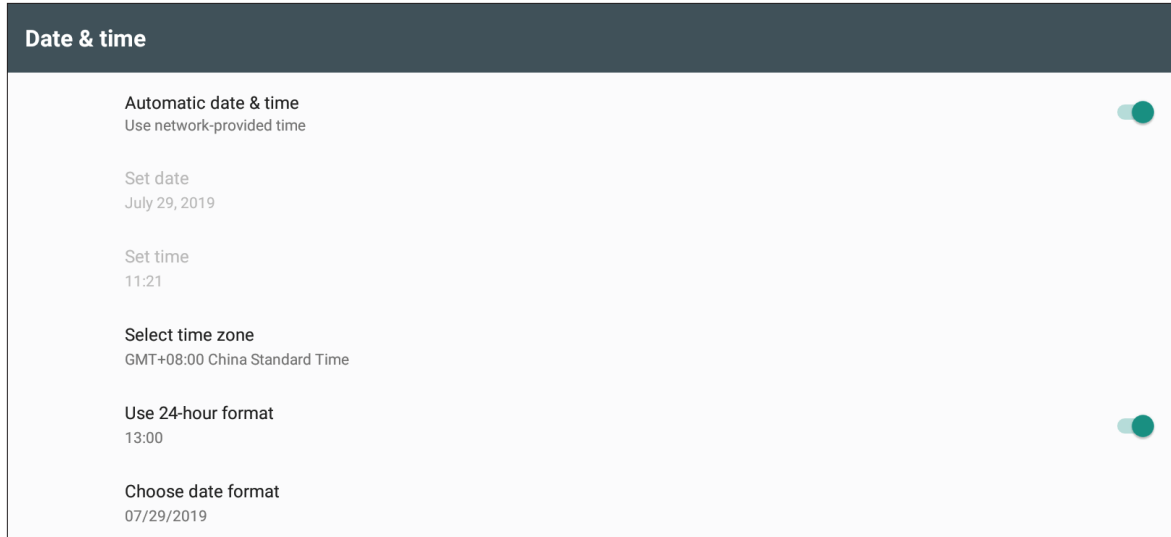 Date & time
Automatic date & time
Use network-provided time
Set date
July 29, 2019
Set time
11:21
Select time zone
GMT+08:00 China Standard Time
Use 24-hour format
13:00
Choose date format
07/29/2019